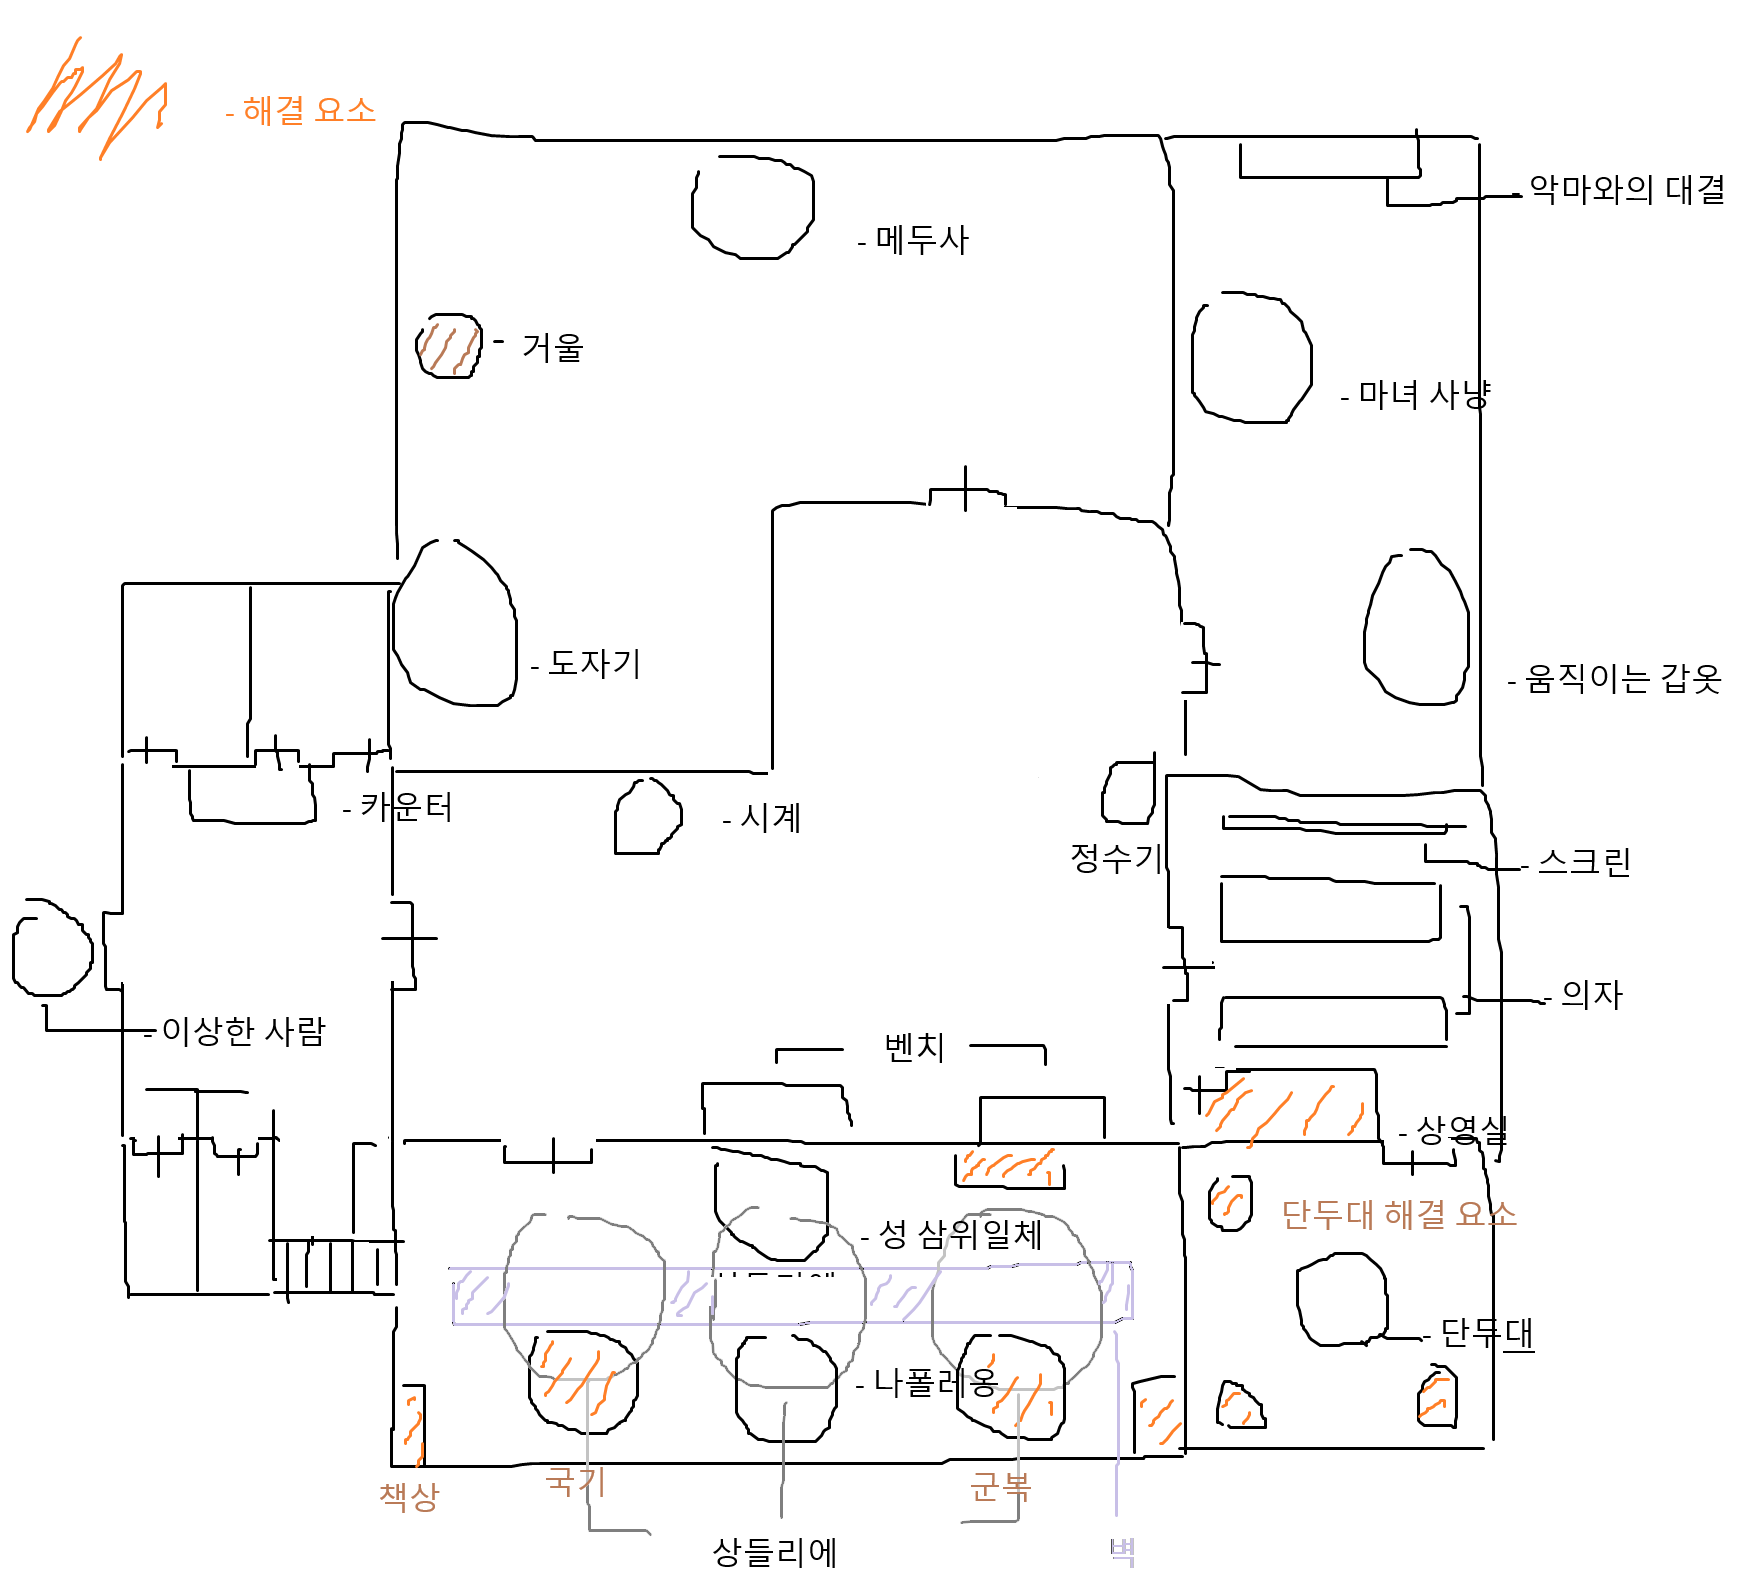 - 해결 요소
- 악마와의 대결
- 메두사
- 거울
- 마녀 사냥
- 도자기
- 움직이는 갑옷
- 카운터
- 시계
정수기
- 스크린
- 의자
- 이상한 사람
벤치
- 상영실
단두대 해결 요소
- 성 삼위일체
- 단두대
- 나폴레옹
국기
군복
책상
상들리에
벽